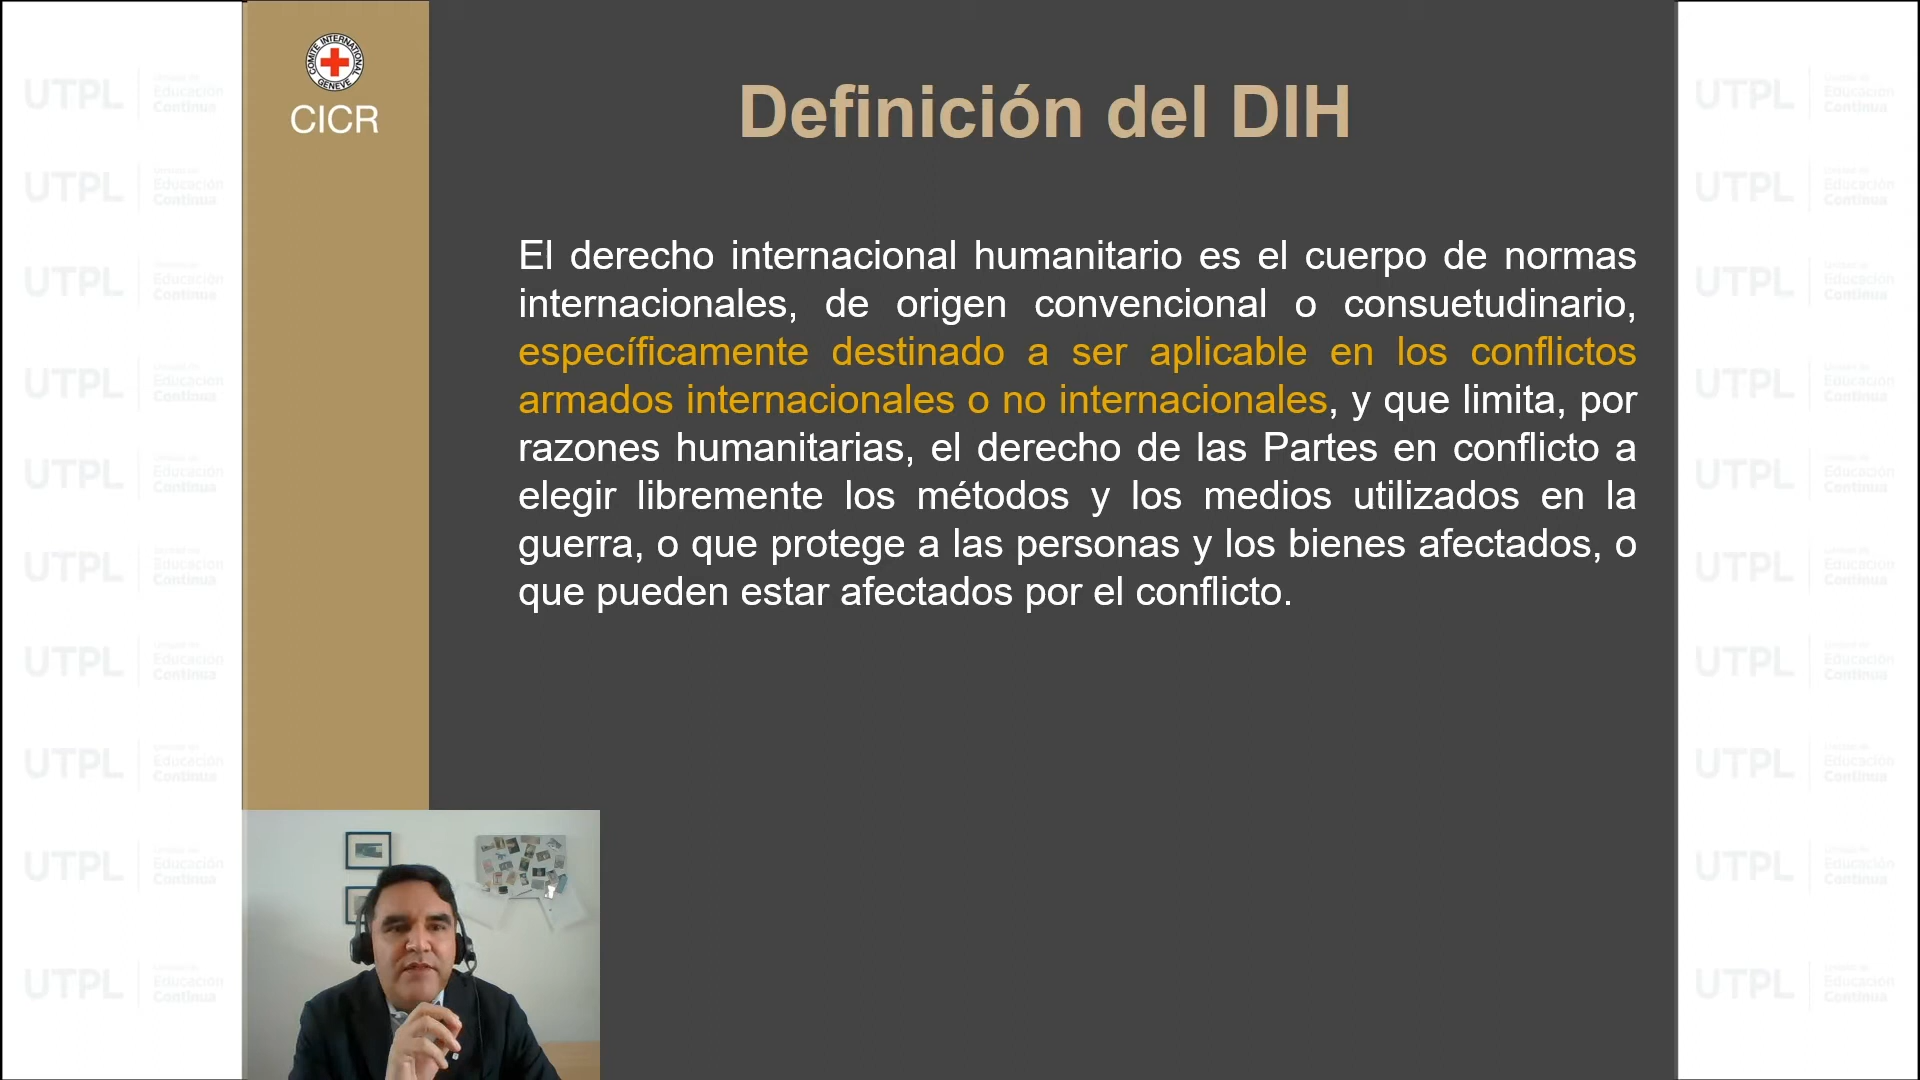 COMITE INTERNATIONAL GENEVE
CICR
Definición del DIH
El derecho internacional humanitario es el cuerpo de normas
internacionales, de origen convencional o consuetudinario,
específicamente destinado a ser aplicable en los conflictos
armados internacionales o no internacionales, y que limita, por
razones humanitarias, el derecho de las Partes en conflicto a
elegir libremente los métodos y los medios utilizados en la
guerra, o que protege a las personas y los bienes afectados, o
que pueden estar afectados por el conflicto.
UTPL
Educación
Continua